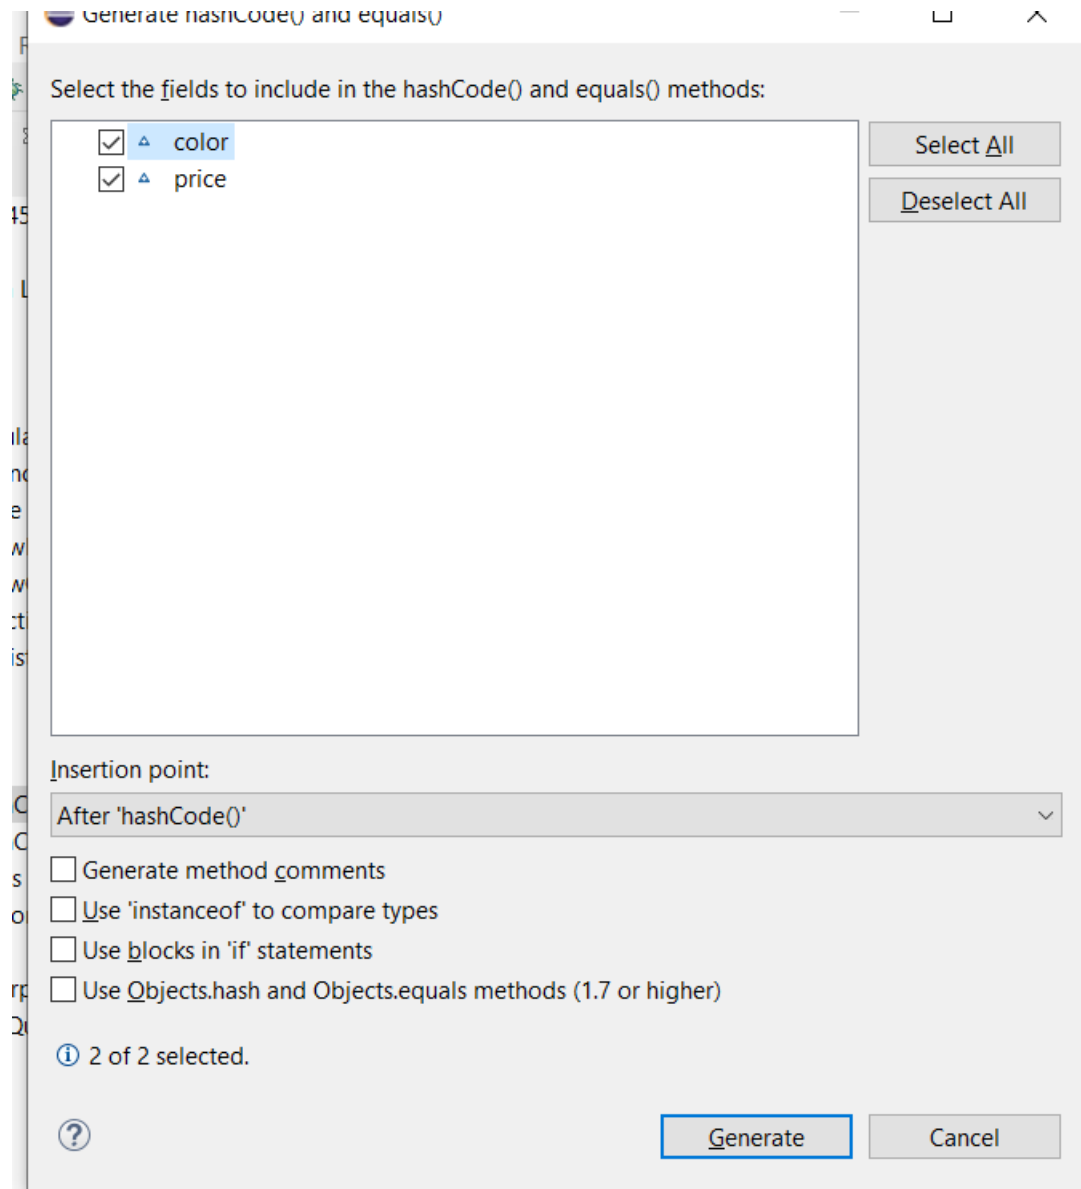 Generate hashCode() and equals()
Select the fields to include in the hashCode() and equals() methods:
color
price
Select All
Deselect All
45
Insertion point:
After 'hashCode()'
Generate method comments
Use 'instanceof' to compare types
Use blocks in 'if' statements
Use Objects.hash and Objects.equals methods (1.7 or higher)
2 of 2 selected.
Generate
Cancel